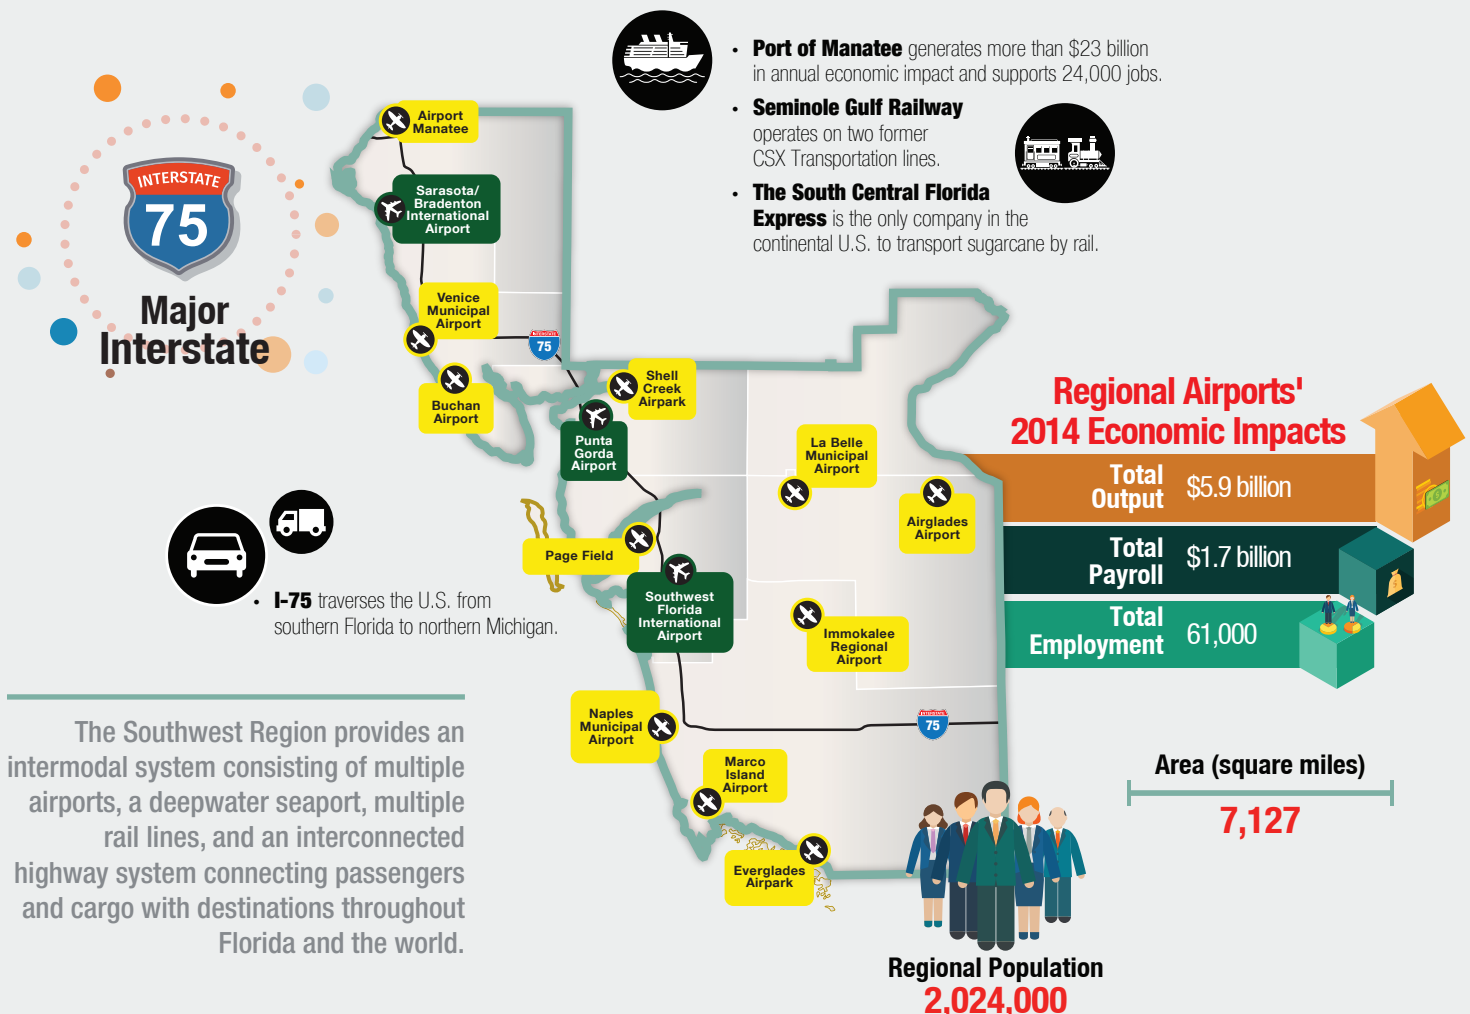 • Port of Manatee generates more than $23 billion
in annual economic impact and supports 24,000 jobs.
• Seminole Gulf Railway
operates on two former
CSX Transportation lines.
• The South Central Florida
Express is the only company in the
continental U.S. to transport sugarcane by rail.
INTERSTATE
75
Major
Interstate
Airport
Manatee
Sarasota/
Bradenton
International
Airport
Venice
Municipal
Airport
INTERSTATE
75
Buchan
Airport
Shell
Creek
Airpark
Punta
Gorda
Airport
La Belle
Municipal
Airport
Airglades
Airport
Page Field
Southwest
Florida
International
Airport
Immokalee
Regional
Airport
Naples
Municipal
Airport
INTERSTATE
75
Marco
Island
Airport
Everglades
Airpark
Regional Airports'
2014 Economic Impacts
Total
Output
$5.9 billion
Total
Payroll
$1.7 billion
Total
Employment
61,000
• I-75 traverses the U.S. from
southern Florida to northern Michigan.
The Southwest Region provides an
intermodal system consisting of multiple
airports, a deepwater seaport, multiple
rail lines, and an interconnected
highway system connecting passengers
and cargo with destinations throughout
Florida and the world.
Area (square miles)
7,127
Regional Population
2,024,000